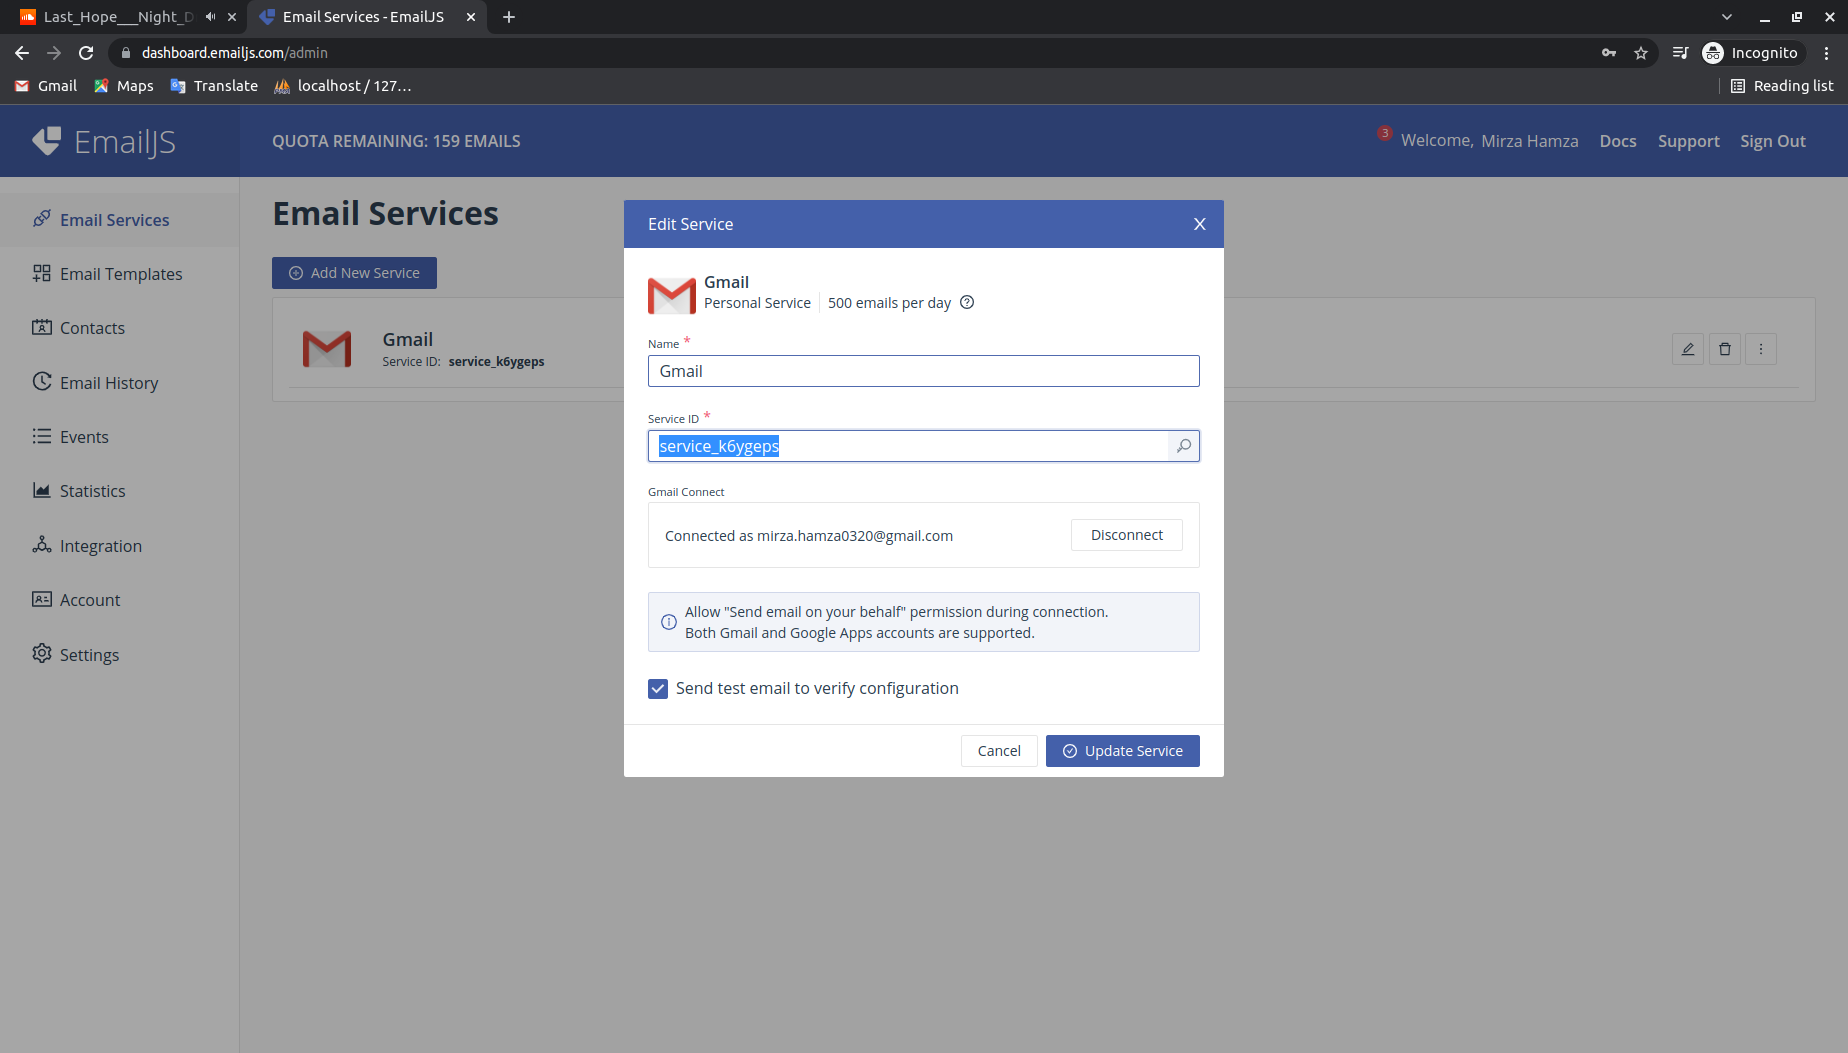 Last_Hope___Night_D
Email Services - EmailJS
dashboard.emailjs.com/admin
Incognito
Gmail
Maps
Translate
localhost / 127...
Reading list
EmailJS
QUOTA REMAINING: 159 EMAILS
3
Welcome, Mirza Hamza
Docs
Support
Sign Out
Email Services
Email Templates
Contacts
Email History
Events
Statistics
Integration
Account
Settings
Email Services
Add New Service
Gmail
Service ID: service_k6ygeps
Edit Service
X
Gmail
Personal Service
500 emails per day
Name *
Gmail
Service ID *
service_k6ygeps
Gmail Connect
Connected as mirza.hamza0320@gmail.com
Disconnect
Allow "Send email on your behalf" permission during connection.
Both Gmail and Google Apps accounts are supported.
Send test email to verify configuration
Cancel
Update Service